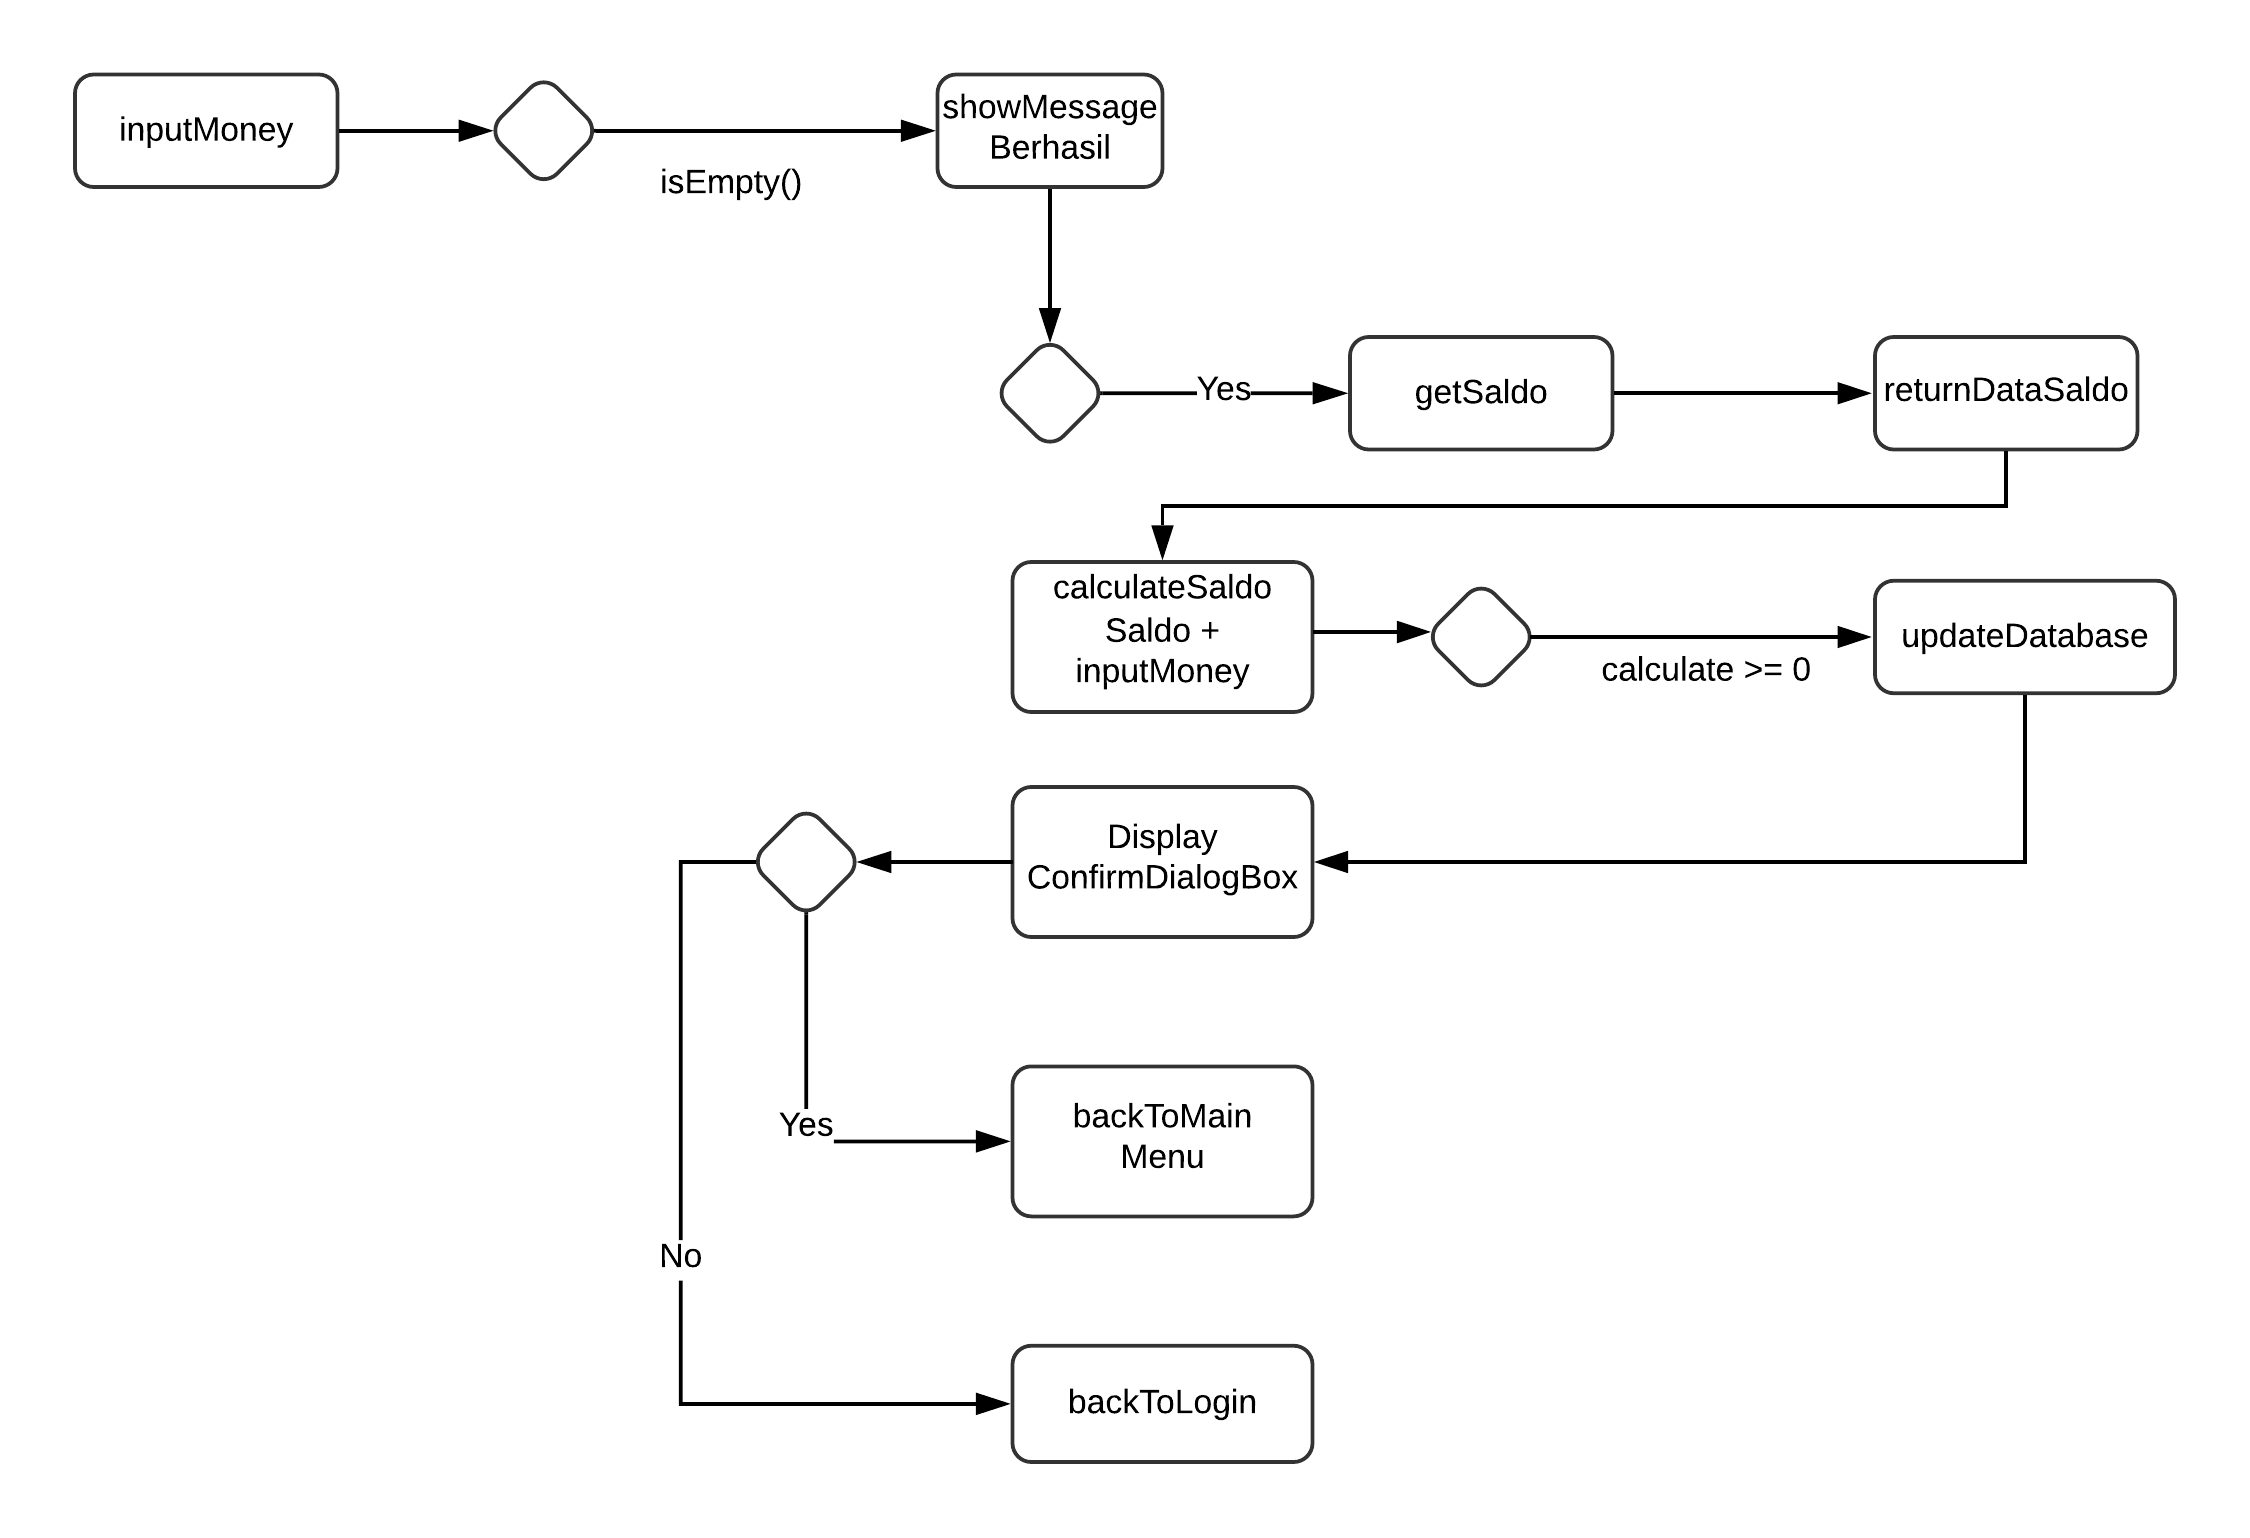 inputMoney
isEmpty()
showMessage
Berhasil
Yes
getSaldo
returnDataSaldo
calculateSaldo
Saldo +
inputMoney
calculate >= 0
updateDatabase
Display
ConfirmDialogBox
Yes
backToMain
Menu
No
backToLogin